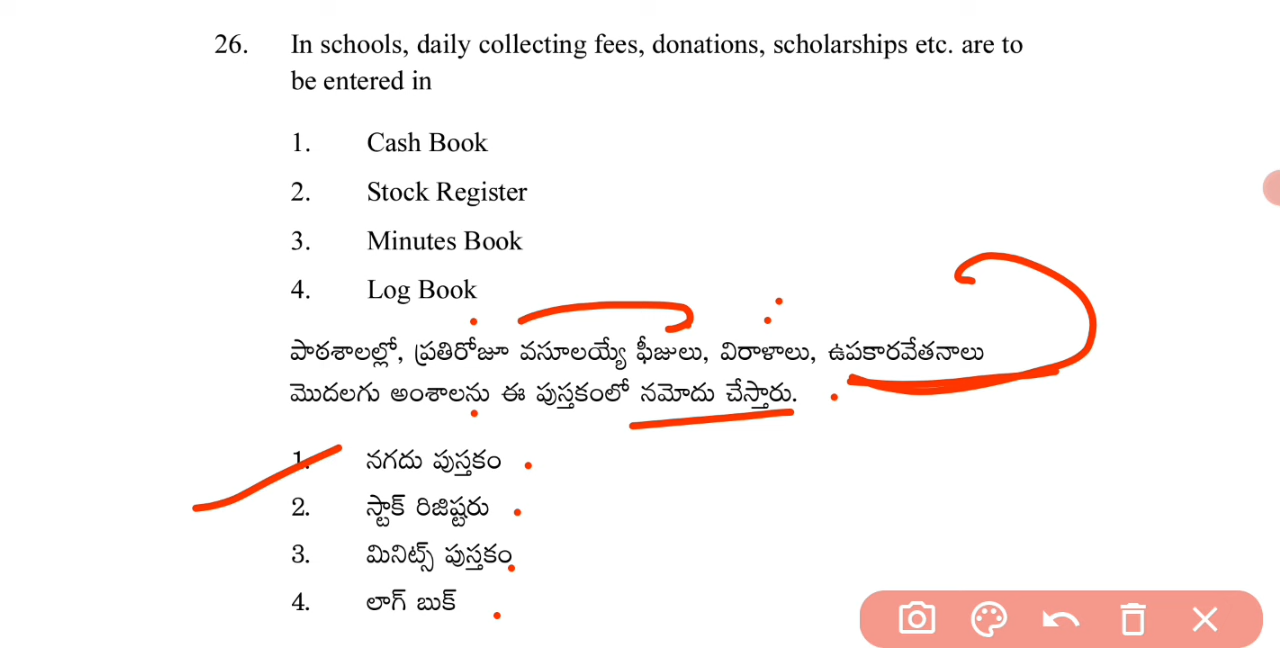 26. In schools, daily collecting fees, donations, scholarships etc. are to
be entered in
1. Cash Book
2. Stock Register
3. Minutes Book
4. Log Book
పాఠశాలల్లో, ప్రతిరోజూ వసూలయ్యే ఫీజులు, విరాళాలు, ఉపకారవేతనాలు
మొదలగు అంశాలను ఈ పుస్తకంలో నమోదు చేస్తారు.
1. నగదు పుస్తకం
2. స్టాక్ రిజిష్టరు
3. మినిట్స్ పుస్తకం
4. లాగ్ బుక్